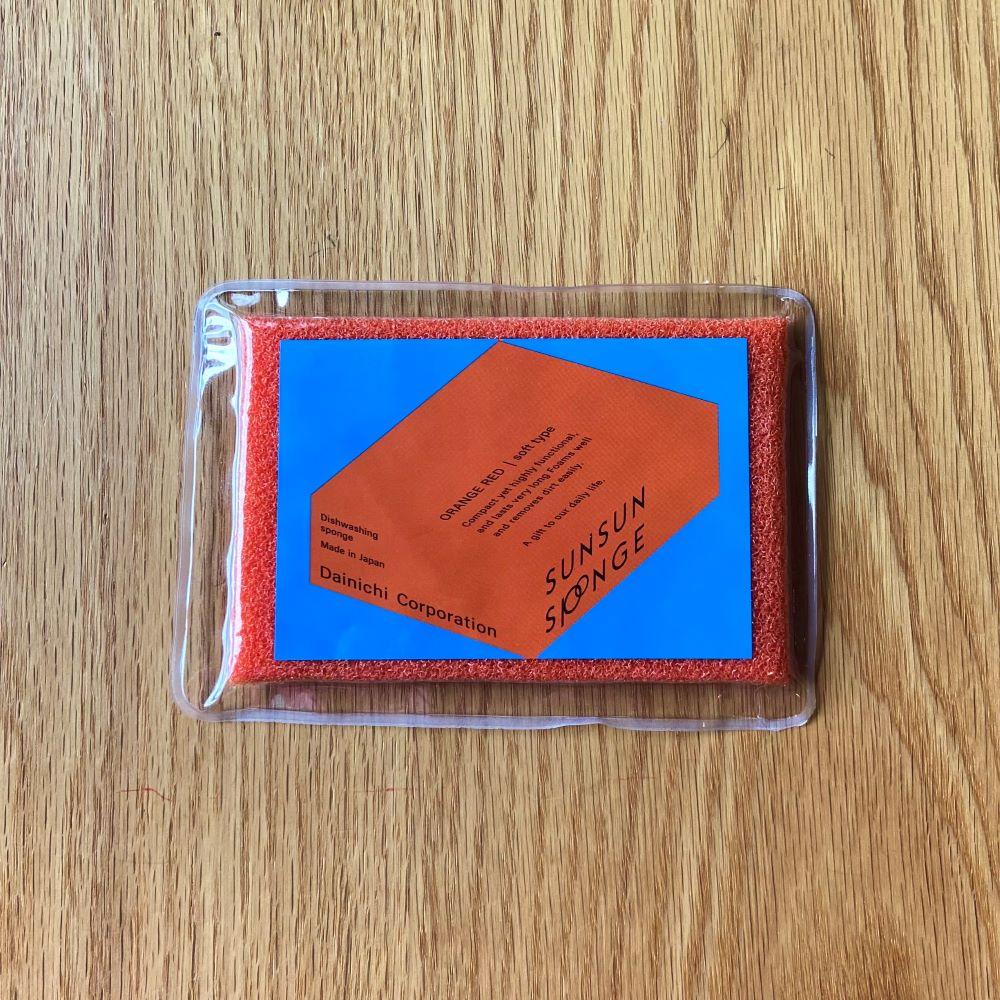 ORANGE RED | soft type
Compact yet highly functional,
and lasts very long Foams well
and removes dirt easily.
A gift to our daily life.
SUNSUN
SPONGE
Dishwashing
sponge
Made in Japan
Dainichi Corporation